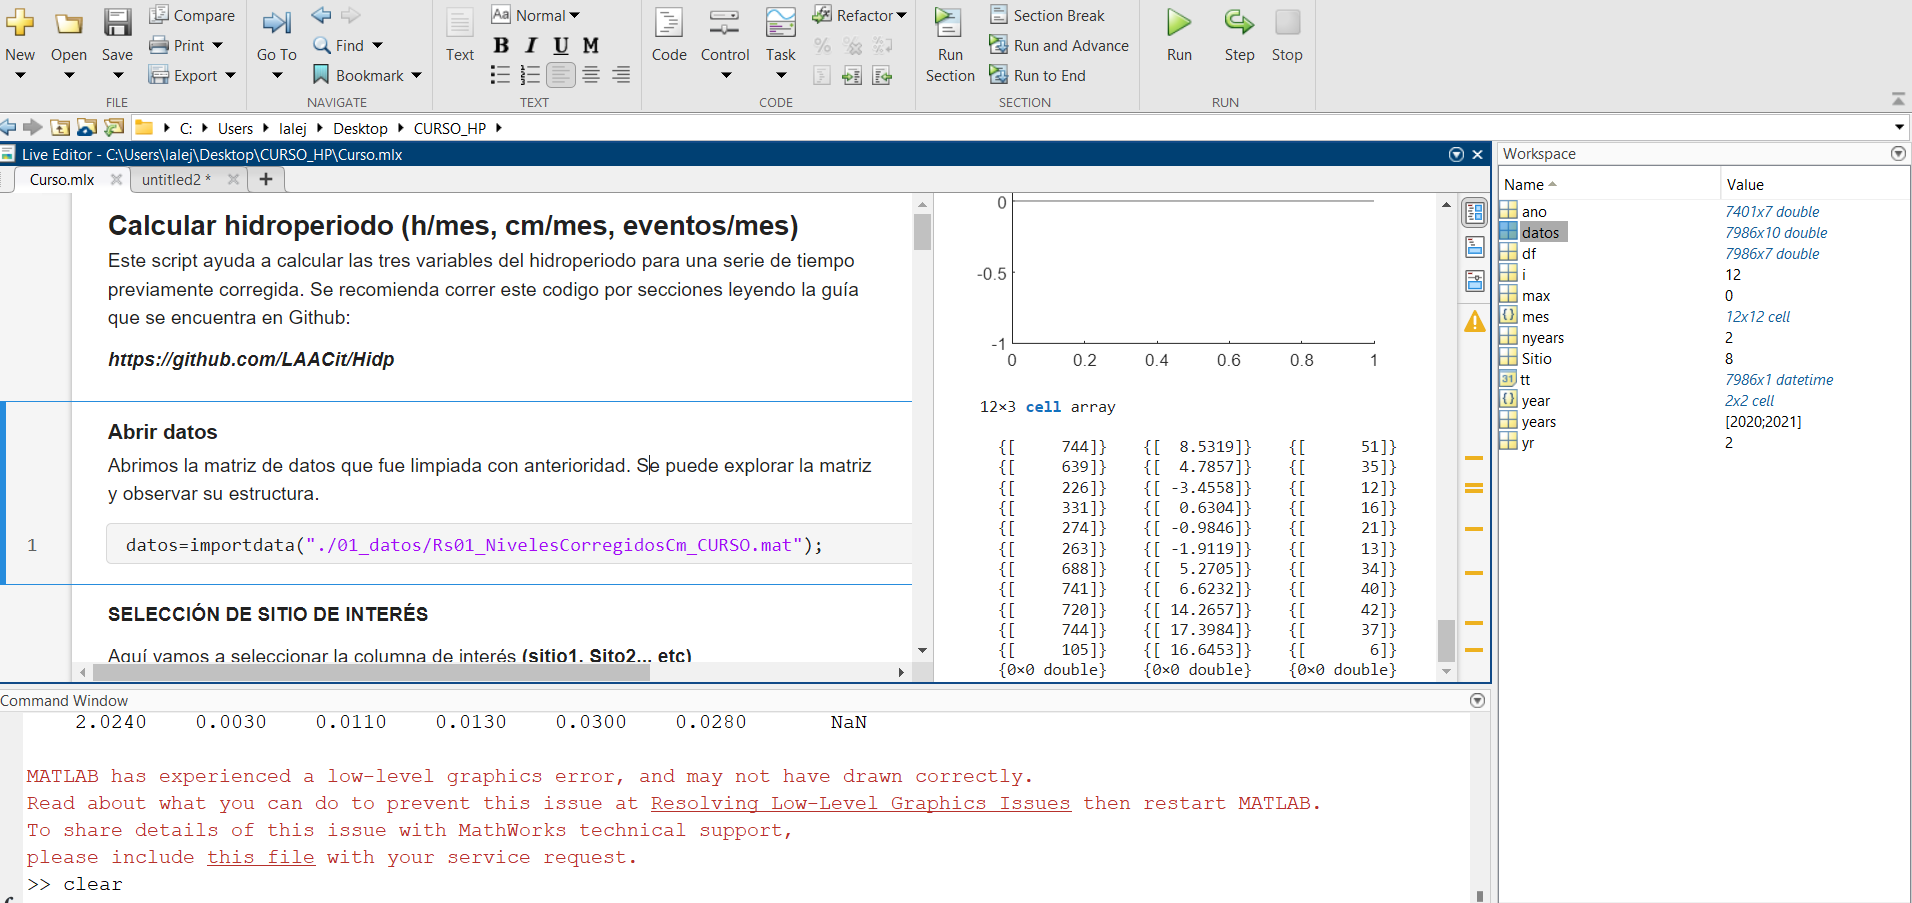 New
Open
Save
Compare
Print
Export
FILE
Go To
Find
Bookmark
NAVIGATE
Text
Aa Normal
B I U M
TEXT
Code
Control
Task
Refactor
CODE
Run Section
Section Break
Run and Advance
Run to End
SECTION
Run
Step
Stop
RUN
C: Users lalej Desktop CURSO_HP
Live Editor - C:\Users\lalej\Desktop\CURSO_HP\Curso.mlx
Curso.mlx
untitled2 *
Calcular hidroperiodo (h/mes, cm/mes, eventos/mes)
Este script ayuda a calcular las tres variables del hidroperiodo para una serie de tiempo
previamente corregida. Se recomienda correr este codigo por secciones leyendo la guía
que se encuentra en Github:
https://github.com/LAACit/Hidp
Abrir datos
Abrimos la matriz de datos que fue limpiada con anterioridad. Se puede explorar la matriz
y observar su estructura.
1
datos=importdata("./01_datos/Rs01_NivelesCorregidosCm_CURSO.mat");
SELECCIÓN DE SITIO DE INTERÉS
Aquí vamos a seleccionar la columna de interés (sitio1, Sito2... etc)
0
-0.5
-1
0 0.2 0.4 0.6 0.8 1
12×3 cell array
{[ 744]} {[ 8.5319]} {[ 51]}
{[ 639]} {[ 4.7857]} {[ 35]}
{[ 226]} {[ -3.4558]} {[ 12]}
{[ 331]} {[ 0.6304]} {[ 16]}
{[ 274]} {[ -0.9846]} {[ 21]}
{[ 263]} {[ -1.9119]} {[ 13]}
{[ 688]} {[ 5.2705]} {[ 34]}
{[ 741]} {[ 6.6232]} {[ 40]}
{[ 720]} {[ 14.2657]} {[ 42]}
{[ 744]} {[ 17.3984]} {[ 37]}
{[ 105]} {[ 16.6453]} {[ 6]}
{0×0 double} {0×0 double} {0×0 double}
Workspace
Name Value
ano 7401x7 double
datos 7986x10 double
df 7986x7 double
i 12
max 0
mes 12x12 cell
nyears 2
Sitio 8
tt 7986x1 datetime
year 2x2 cell
years [2020;2021]
yr 2
Command Window
2.0240 0.0030 0.0110 0.0130 0.0300 0.0280 NaN
MATLAB has experienced a low-level graphics error, and may not have drawn correctly.
Read about what you can do to prevent this issue at Resolving Low-Level Graphics Issues then restart MATLAB.
To share details of this issue with MathWorks technical support,
please include this file with your service request.
>> clear